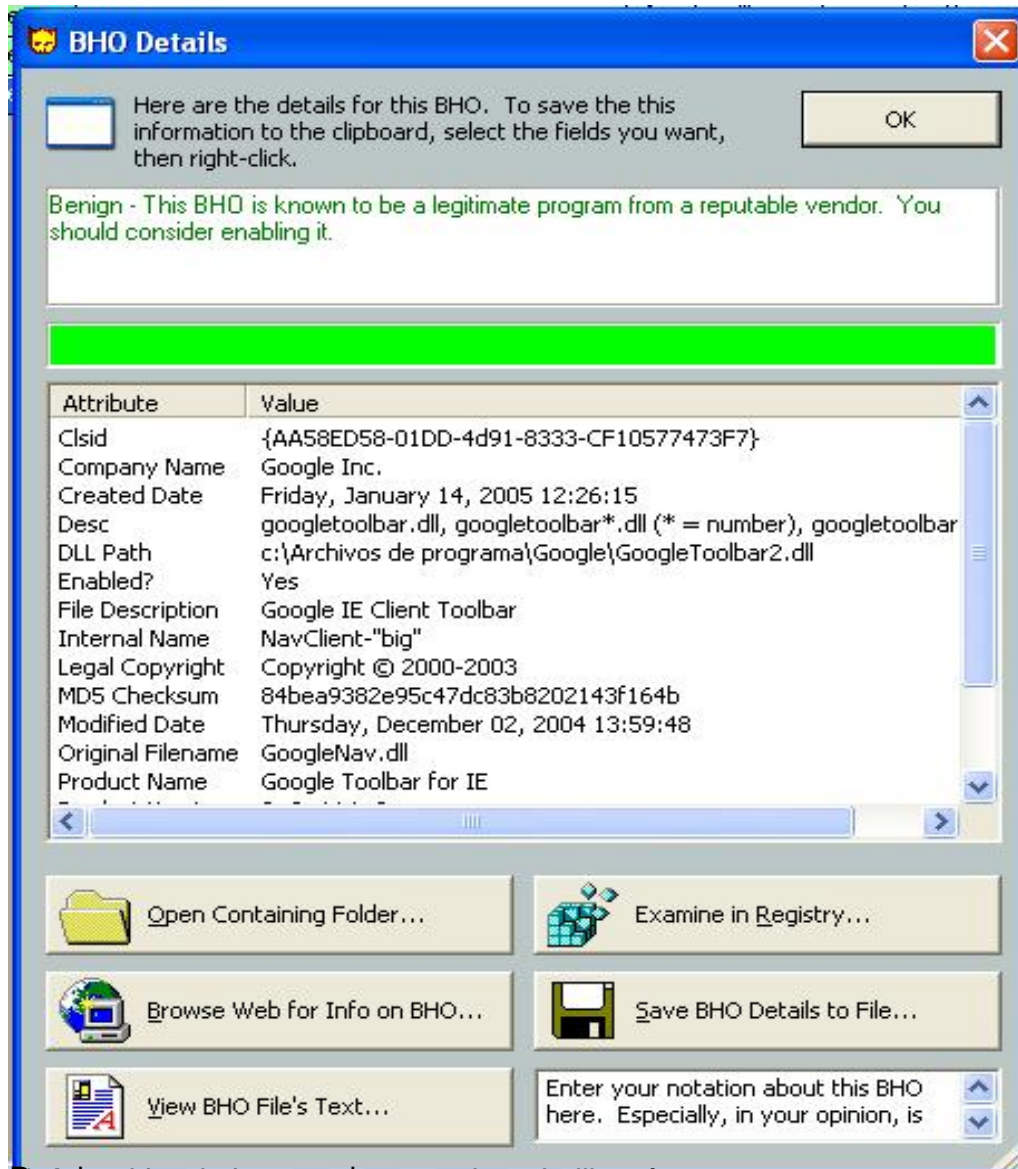 BHO Details
Here are the details for this BHO. To save the this
information to the clipboard, select the fields you want,
then right-click.
OK
Benign - This BHO is known to be a legitimate program from a reputable vendor. You
should consider enabling it.
Attribute Value
Clsid {AA58ED58-01DD-4d91-8333-CF10577473F7}
Company Name Google Inc.
Created Date Friday, January 14, 2005 12:26:15
Desc googletoolbar.dll, googletoolbar*.dll (* = number), googletoolbar
DLL Path c:\Archivos de programa\Google\GoogleToolbar2.dll
Enabled? Yes
File Description Google IE Client Toolbar
Internal Name NavClient-"big"
Legal Copyright Copyright © 2000-2003
MD5 Checksum 84bea9382e95c47dc83b8202143f164b
Modified Date Thursday, December 02, 2004 13:59:48
Original Filename GoogleNav.dll
Product Name Google Toolbar for IE
Open Containing Folder...
Examine in Registry...
Browse Web for Info on BHO...
Save BHO Details to File...
View BHO File's Text...
Enter your notation about this BHO
here. Especially, in your opinion, is